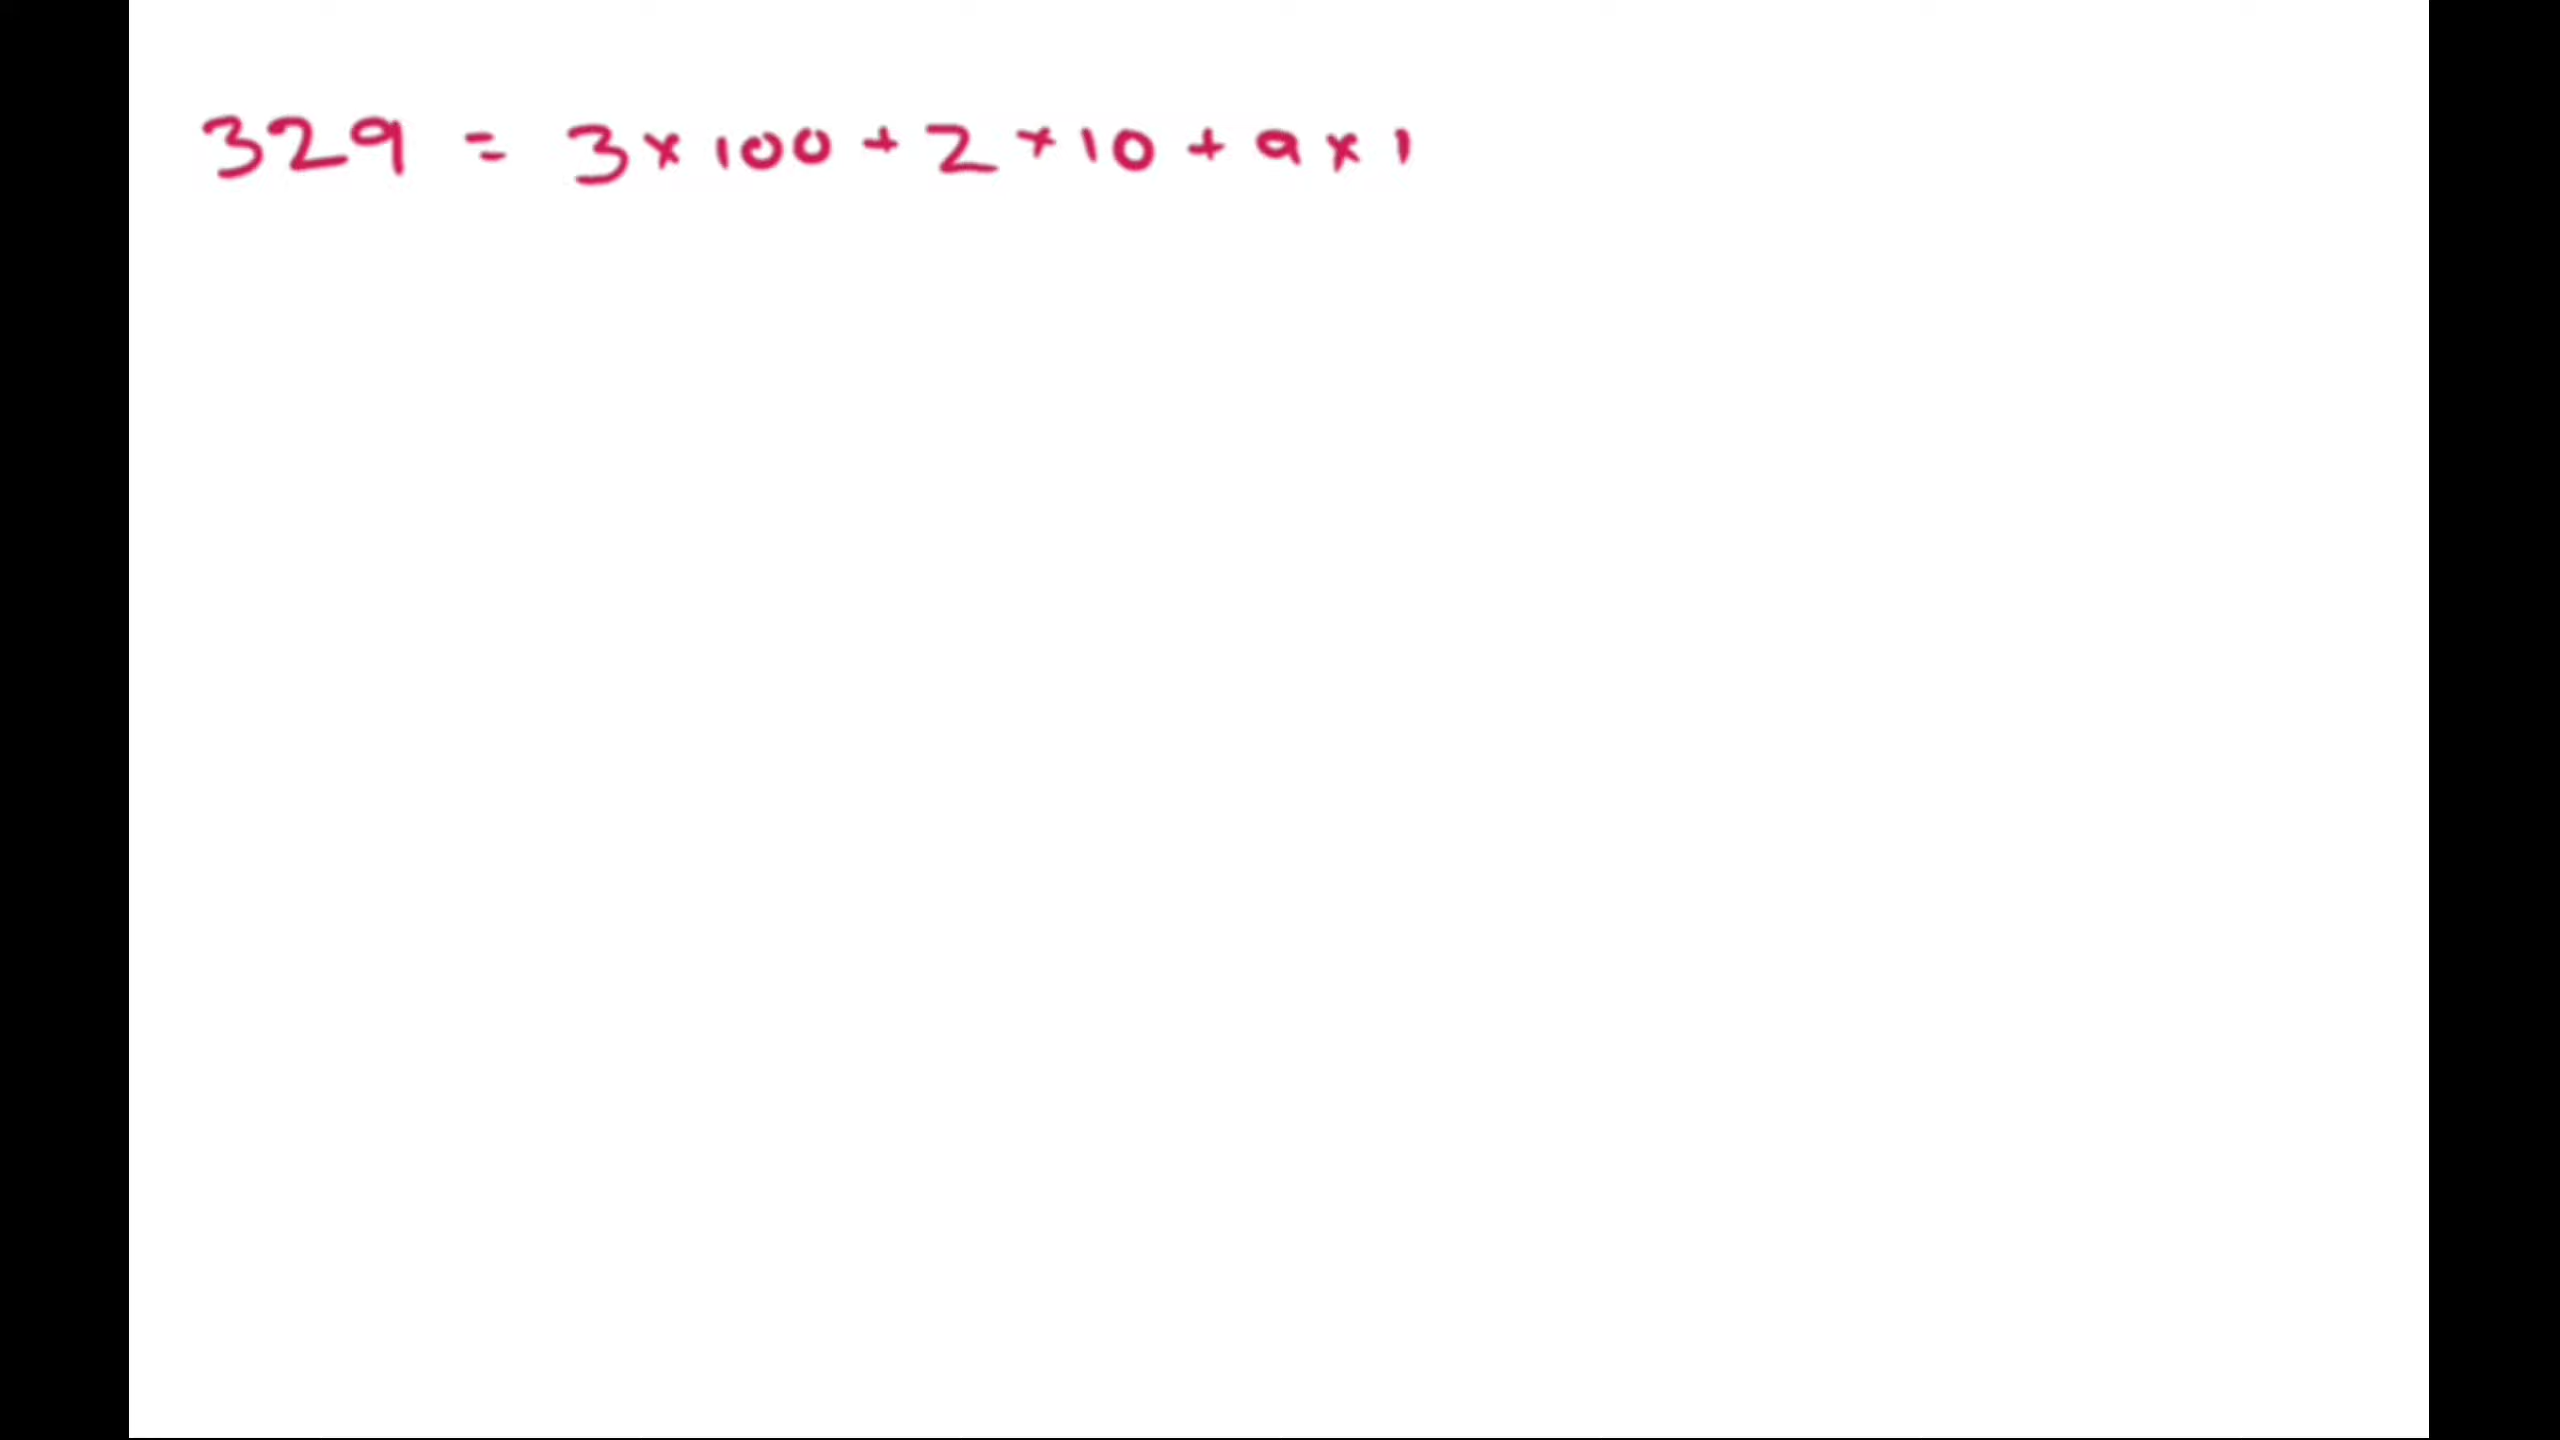 329 = 3 × 100 + 2 × 10 + 9 × 1